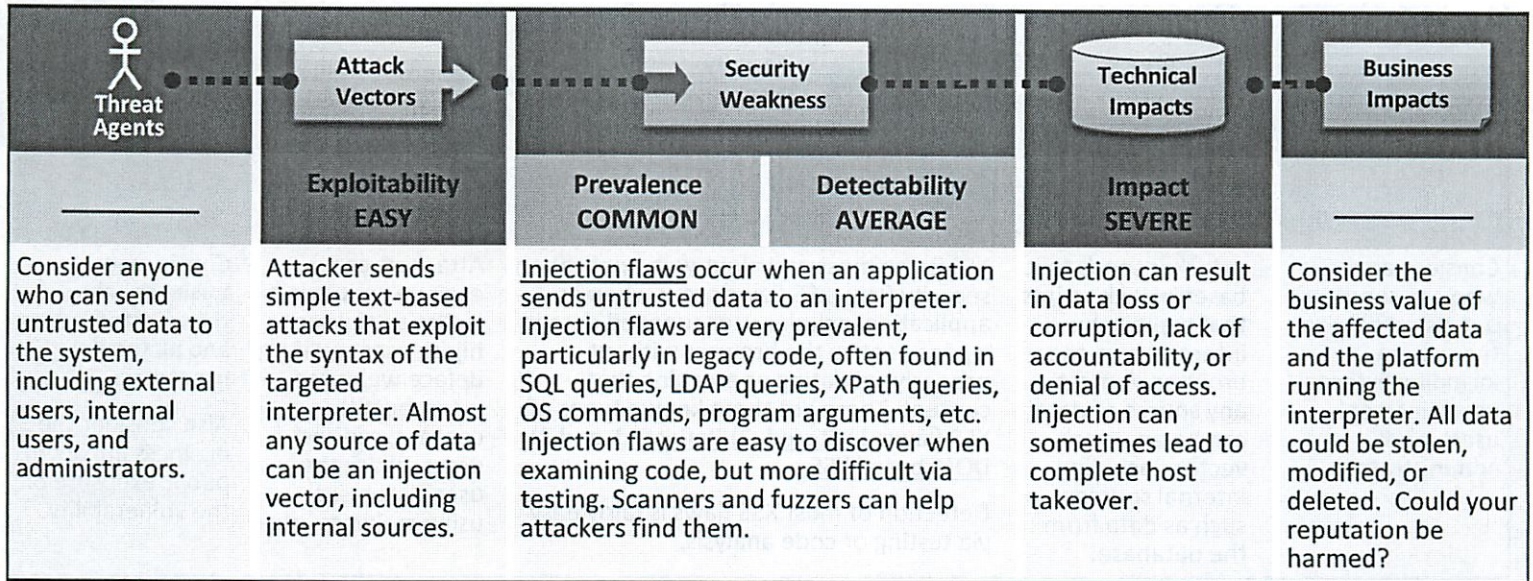 Threat
Agents
Attack
Vectors
Security
Weakness
Technical
Impacts
Business
Impacts
Exploitability
EASY
Prevalence
COMMON
Detectability
AVERAGE
Impact
SEVERE
Consider anyone
who can send
untrusted data to
the system,
including external
users, internal
users, and
administrators.
Attacker sends
simple text-based
attacks that exploit
the syntax of the
targeted
interpreter. Almost
any source of data
can be an injection
vector, including
internal sources.
Injection flaws occur when an application
sends untrusted data to an interpreter.
Injection flaws are very prevalent,
particularly in legacy code, often found in
SQL queries, LDAP queries, XPath queries,
OS commands, program arguments, etc.
Injection flaws are easy to discover when
examining code, but more difficult via
testing. Scanners and fuzzers can help
attackers find them
Injection can result
in data loss or
corruption, lack of
accountability, or
denial of access.
Injection can
sometimes lead to
complete host
takeover.
Consider the
business value of
the affected data
and the platform
running the
interpreter. All data
could be stolen,
modified, or
deleted. Could your
reputation be
harmed?